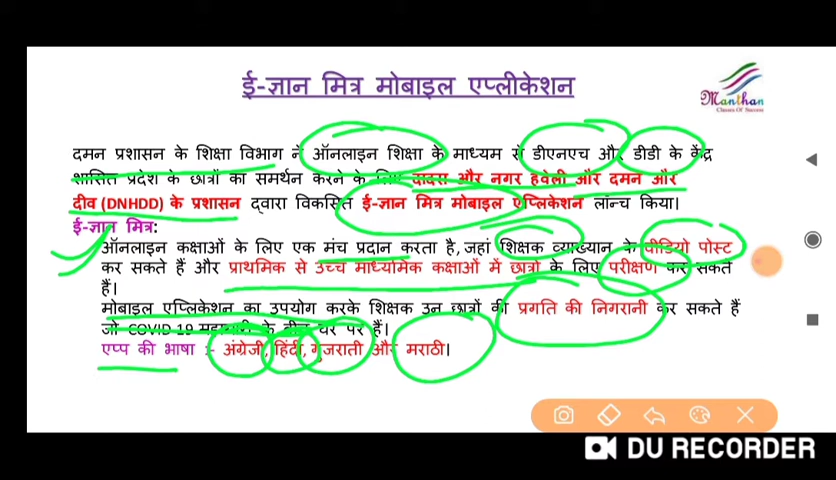 ई-ज्ञान मित्र मोबाइल एप्लीकेशन
Manthan
Classes Of Success
दमन प्रशासन के शिक्षा विभाग ने ऑनलाइन शिक्षा के माध्यम से डीएनएच और डीडी के केंद्र
शासित प्रदेश के छात्रों का समर्थन करने के लिए दादरा और नगर हवेली और दमन और
दीव (DNHDD) के प्रशासन द्वारा विकसित ई-ज्ञान मित्र मोबाइल एप्लिकेशन लॉन्च किया।
ई-ज्ञान मित्र:
ऑनलाइन कक्षाओं के लिए एक मंच प्रदान करता है, जहां शिक्षक व्याख्यान के वीडियो पोस्ट
कर सकते हैं और प्राथमिक से उच्च माध्यमिक कक्षाओं में छात्रों के लिए परीक्षण कर सकते
हैं।
मोबाइल एप्लिकेशन का उपयोग करके शिक्षक उन छात्रों की प्रगति की निगरानी कर सकते हैं
जो COVID-19 महामारी के बीच घर पर हैं।
एप्प की भाषा :- अंग्रेजी, हिंदी, गुजराती और मराठी।
DU RECORDER